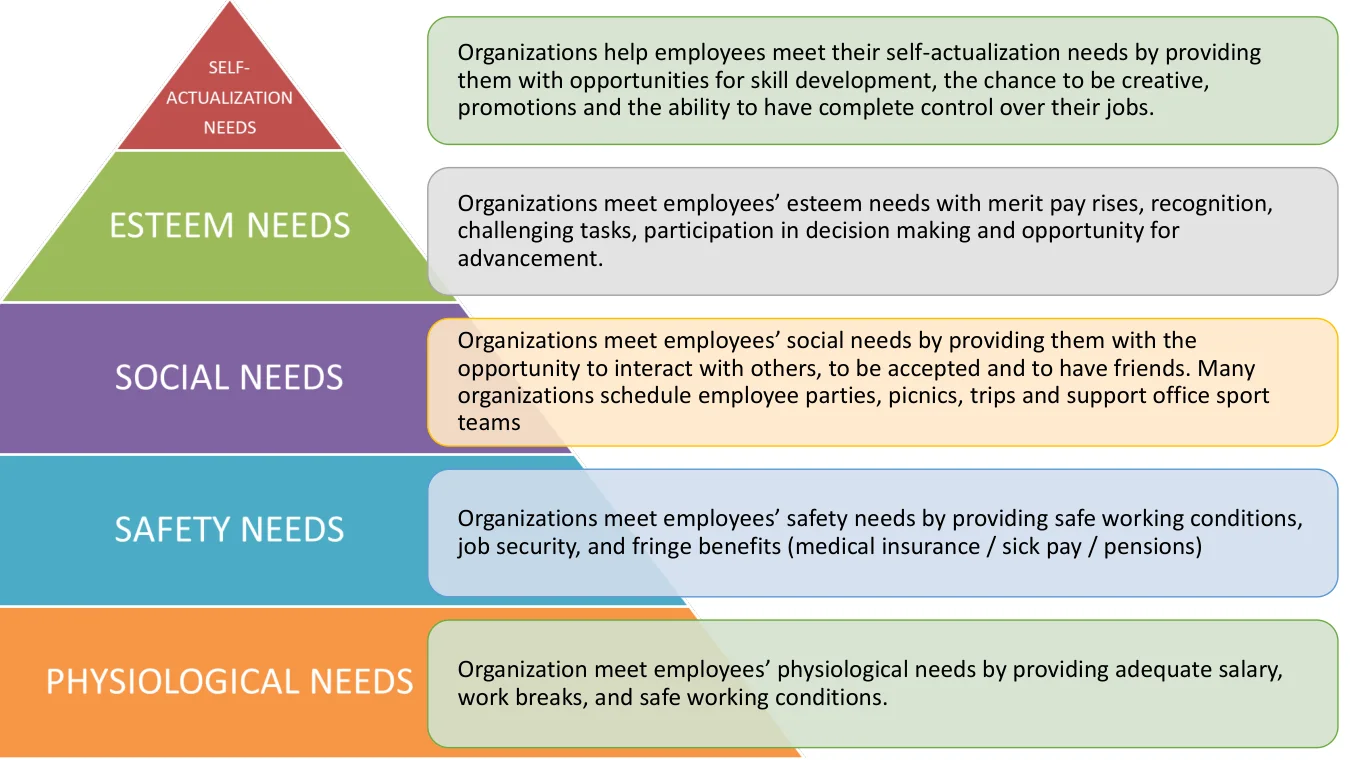 SELF-
ACTUALIZATION
NEEDS
Organizations help employees meet their self-actualization needs by providing
them with opportunities for skill development, the chance to be creative,
promotions and the ability to have complete control over their jobs.
ESTEEM NEEDS
Organizations meet employees’ esteem needs with merit pay rises, recognition,
challenging tasks, participation in decision making and opportunity for
advancement.
SOCIAL NEEDS
Organizations meet employees’ social needs by providing them with the
opportunity to interact with others, to be accepted and to have friends. Many
organizations schedule employee parties, picnics, trips and support office sport
teams
SAFETY NEEDS
Organizations meet employees’ safety needs by providing safe working conditions,
job security, and fringe benefits (medical insurance / sick pay / pensions)
PHYSIOLOGICAL NEEDS
Organization meet employees’ physiological needs by providing adequate salary,
work breaks, and safe working conditions.